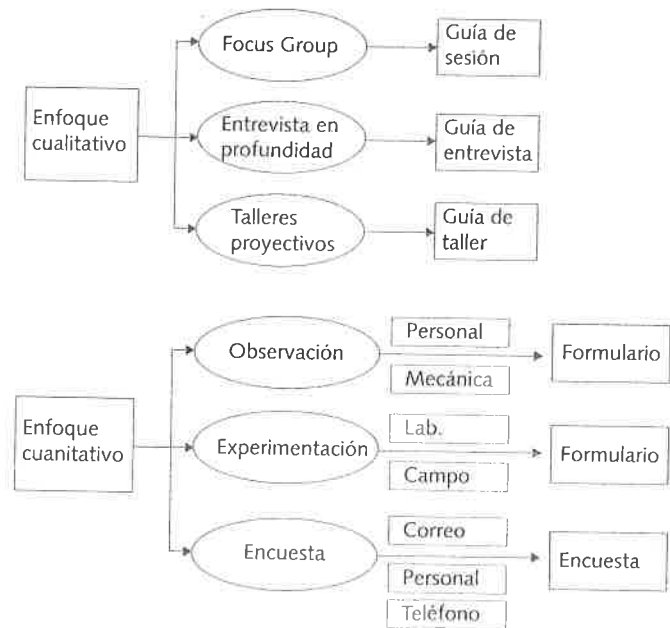 Focus Group
Guía de
sesión
Enfoque
cualitativo
Entrevista en
profundidad
Guía de
entrevista
Talleres
proyectivos
Guía de
taller
Observación
Personal
Mecánica
Formulario
Enfoque
cuanitativo
Experimentación
Lab.
Campo
Formulario
Encuesta
Correo
Personal
Teléfono
Encuesta